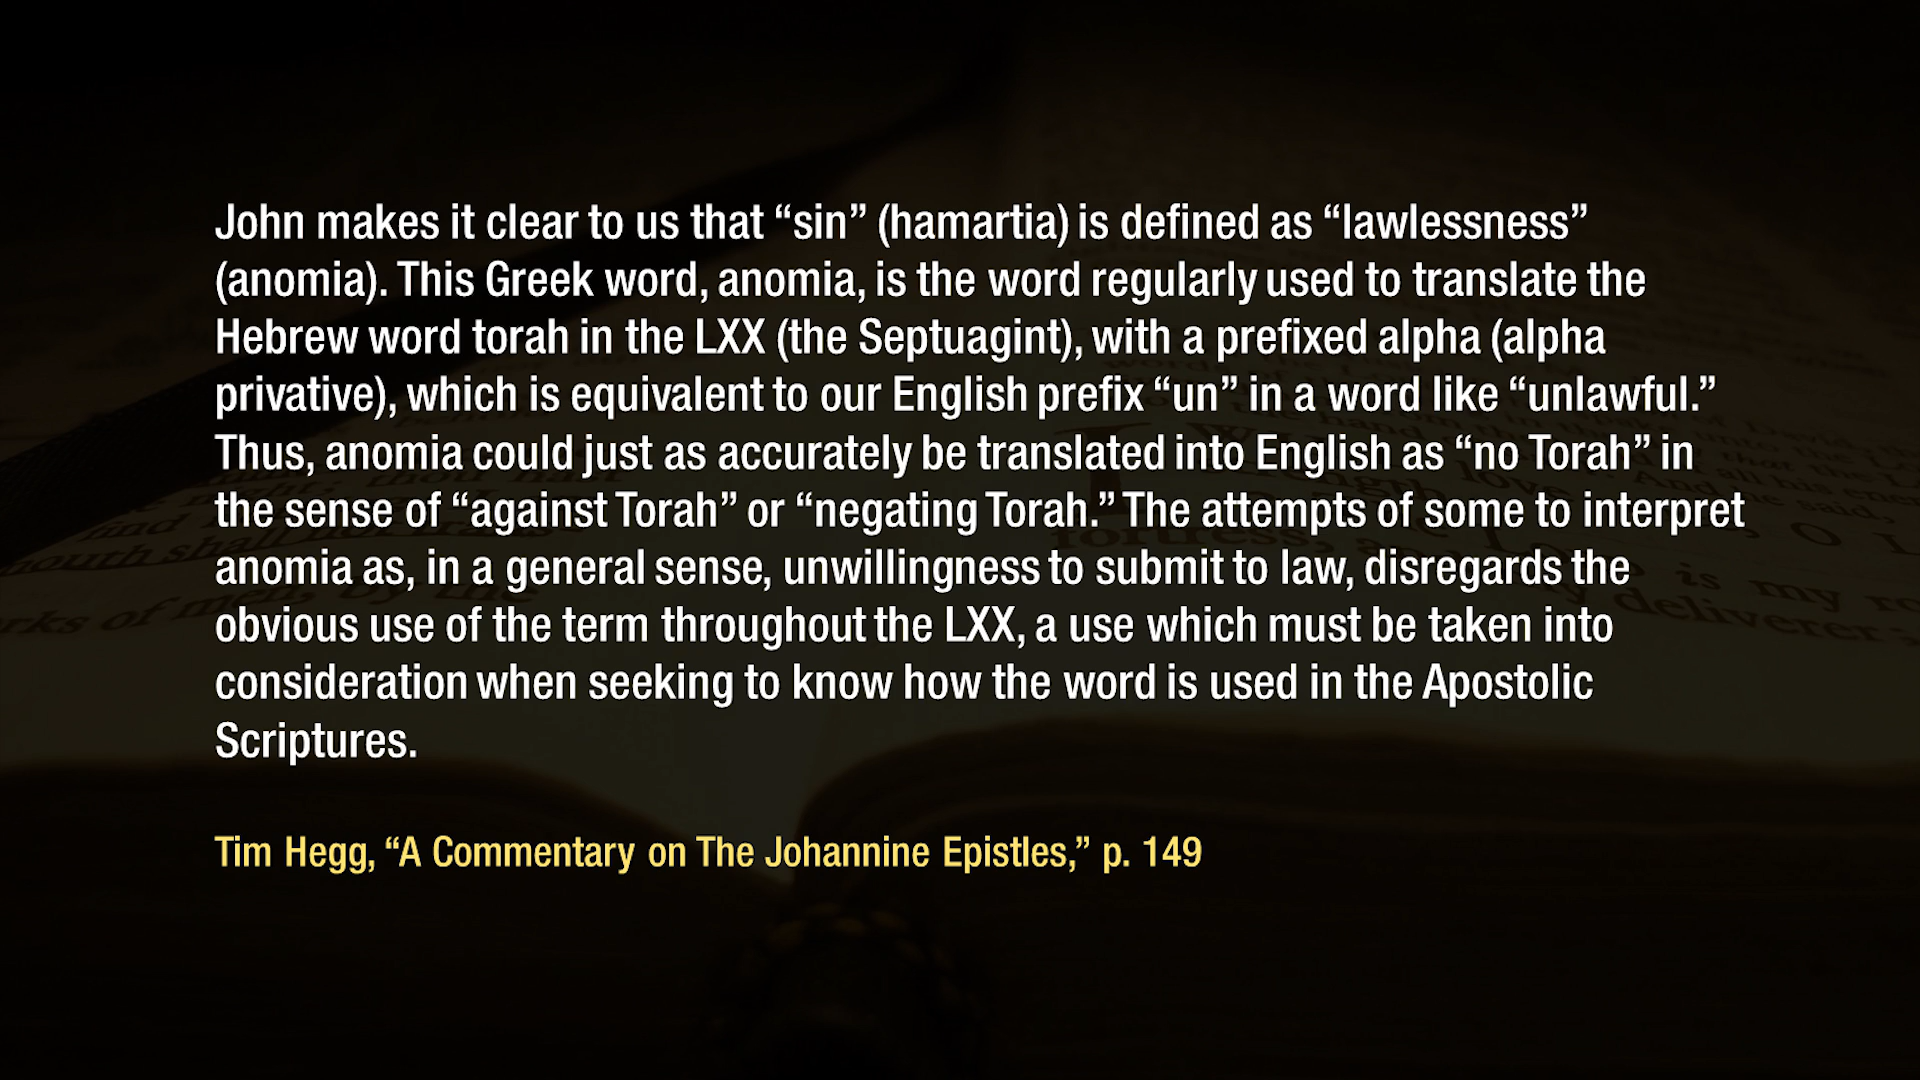 John makes it clear to us that “sin” (hamartia) is defined as “lawlessness”
(anomia). This Greek word, anomia, is the word regularly used to translate the
Hebrew word torah in the LXX (the Septuagint), with a prefixed alpha (alpha
privative), which is equivalent to our English prefix “un” in a word like “unlawful.”
Thus, anomia could just as accurately be translated into English as “no Torah” in
the sense of “against Torah” or “negating Torah.” The attempts of some to interpret
anomia as, in a general sense, unwillingness to submit to law, disregards the
obvious use of the term throughout the LXX, a use which must be taken into
consideration when seeking to know how the word is used in the Apostolic
Scriptures.
Tim Hegg, “A Commentary on The Johannine Epistles,” p. 149